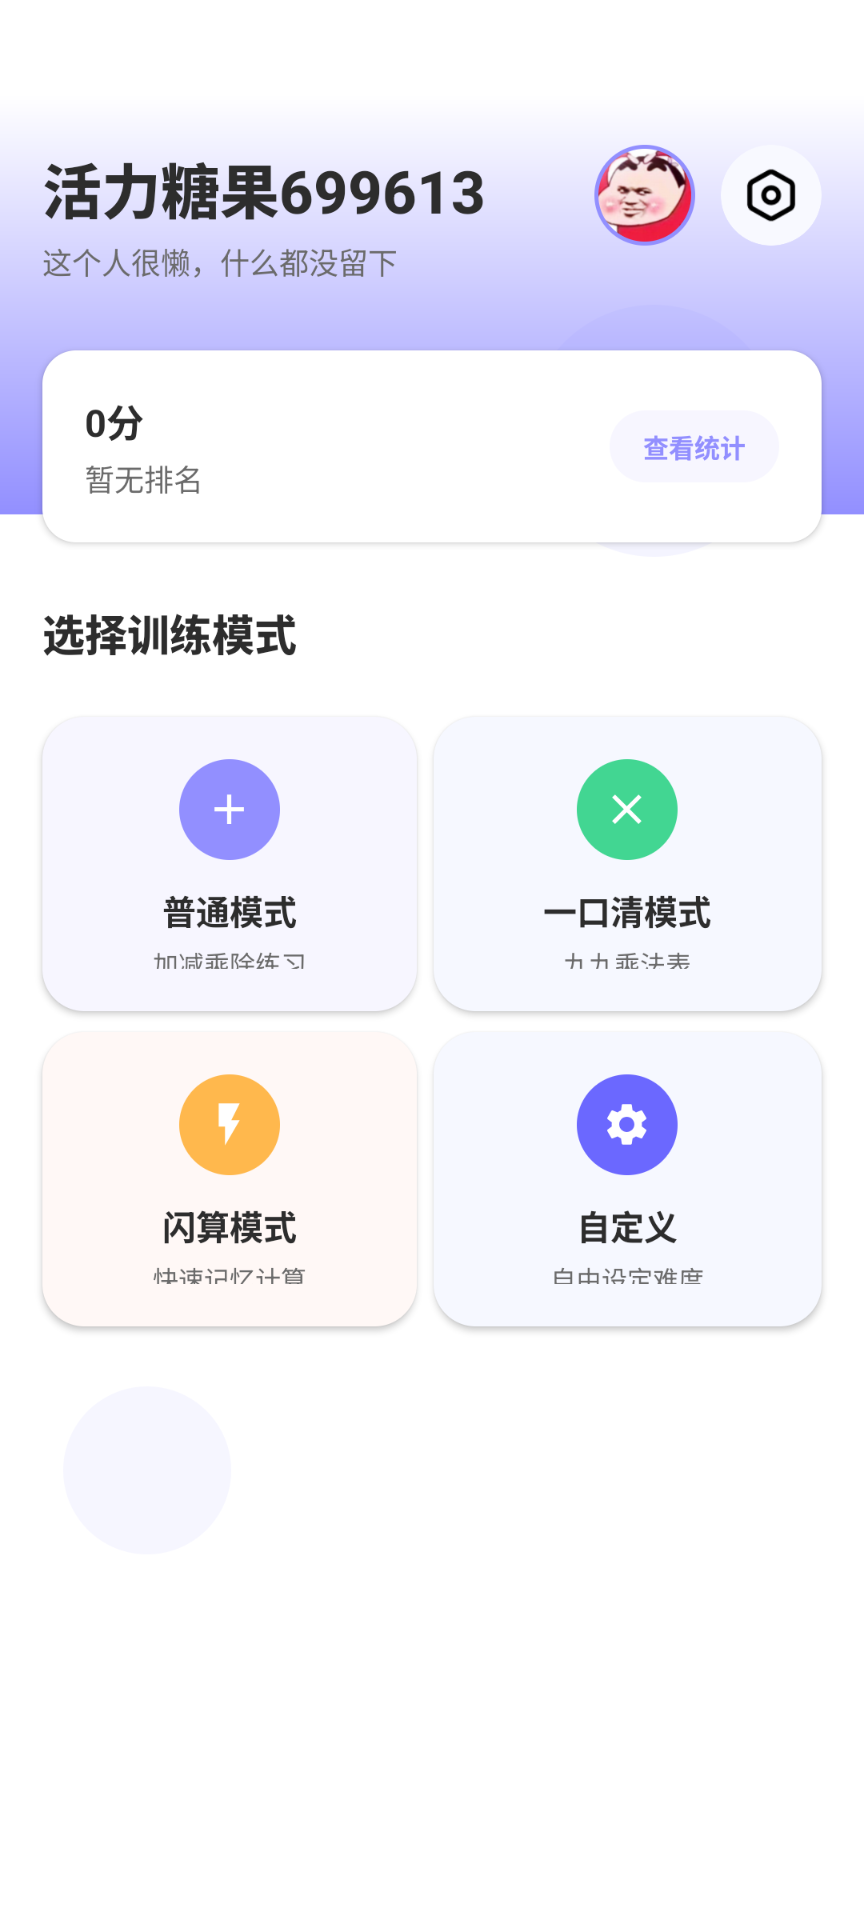 活力糖果699613
这个人很懒，什么都没留下
0分
暂无排名
查看统计
选择训练模式
普通模式
加减乘除练习
一口清模式
九九乘法表
闪算模式
快速记忆计算
自定义
自由设定难度